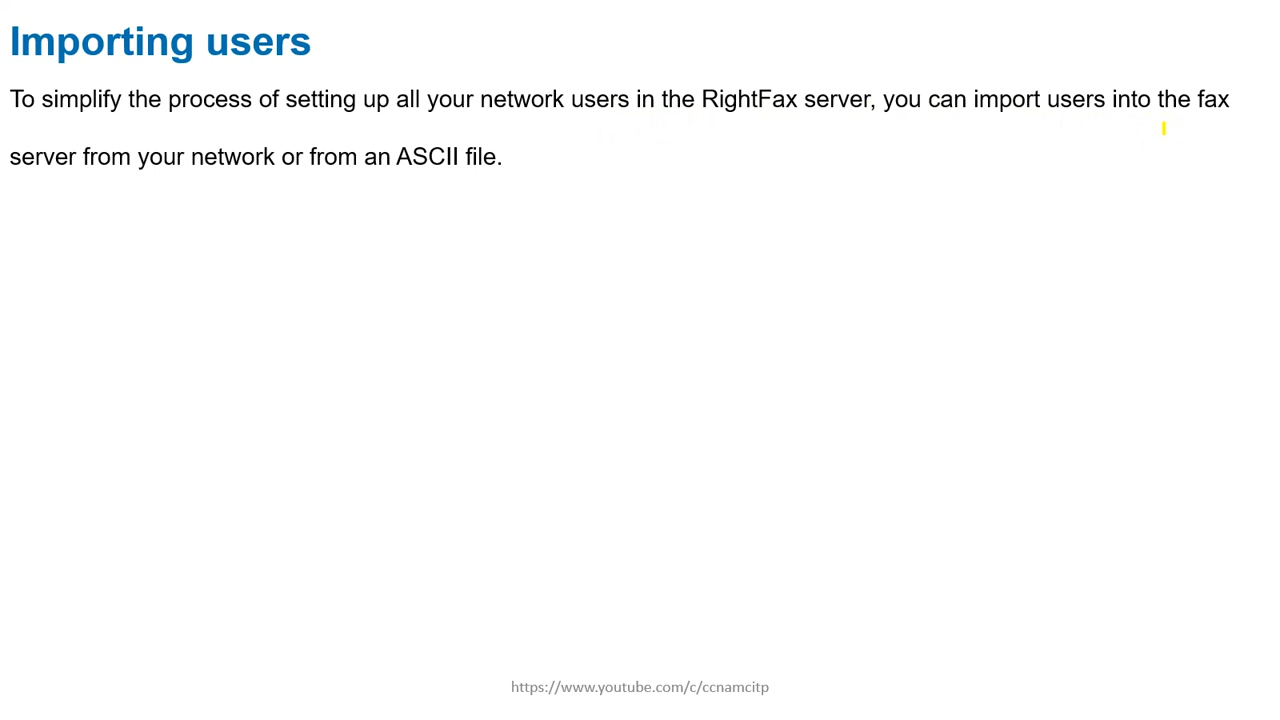 Importing users
To simplify the process of setting up all your network users in the RightFax server, you can import users into the fax
server from your network or from an ASCII file.
https://www.youtube.com/c/ccnamcitp